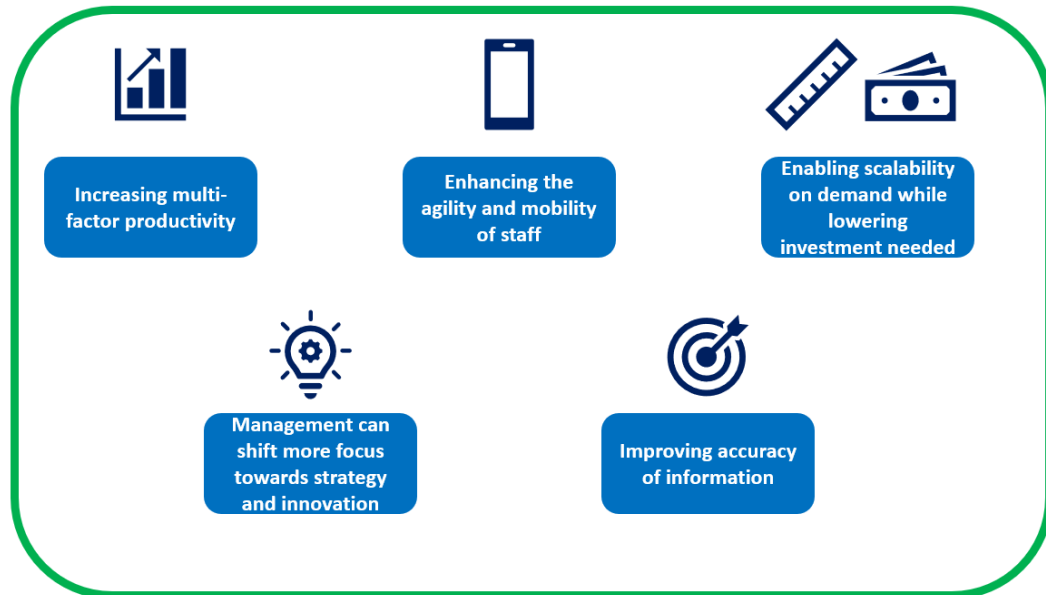 Increasing multi-
factor productivity
Enhancing the
agility and mobility
of staff
Enabling scalability
on demand while
lowering
investment needed
Management can
shift more focus
towards strategy
and innovation
Improving accuracy
of information